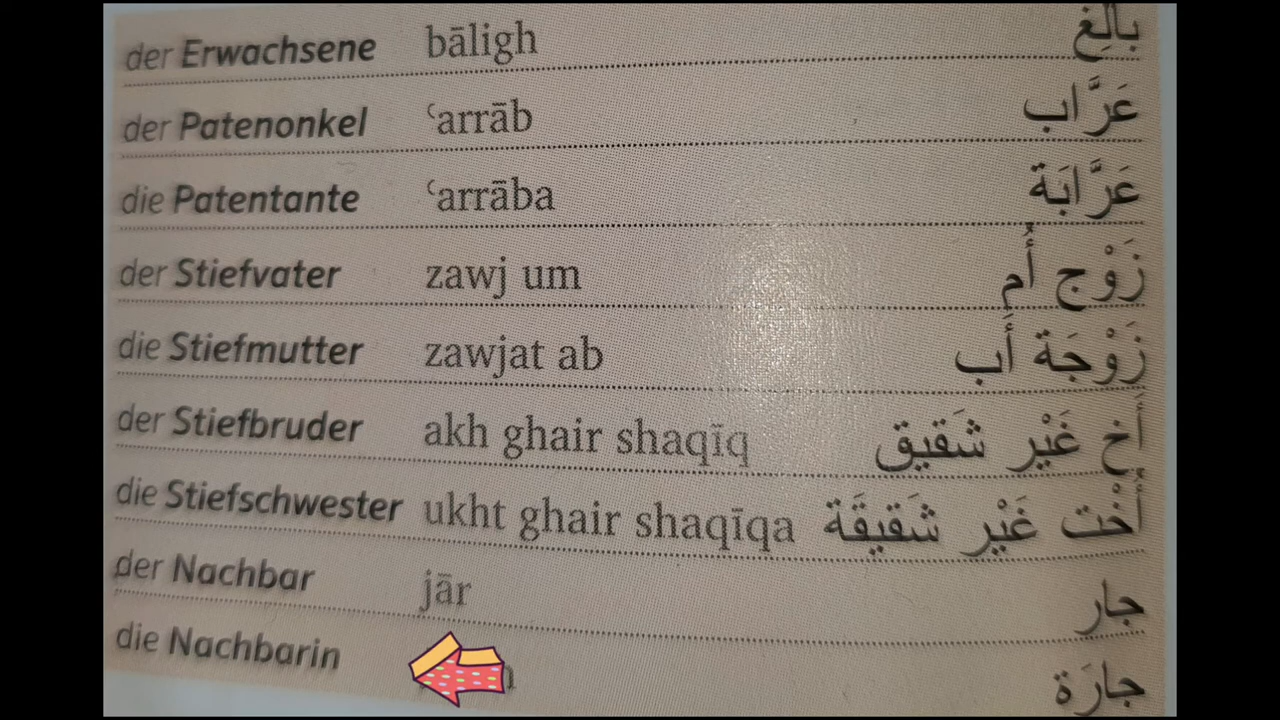 der Erwachsene bāligh بالِغ
der Patenonkel ʿarrāb عَرَّاب
die Patentante ʿarrāba عَرَّابَة
der Stiefvater zawj um زَوْج أُم
die Stiefmutter zawjat ab زَوْجَة أَب
der Stiefbruder akh ghair shaqīq أَخ غَيْر شَقيق
die Stiefschwester ukht ghair shaqīqa أُخْت غَيْر شَقيقَة
der Nachbar jār جار
die Nachbarin جارَة